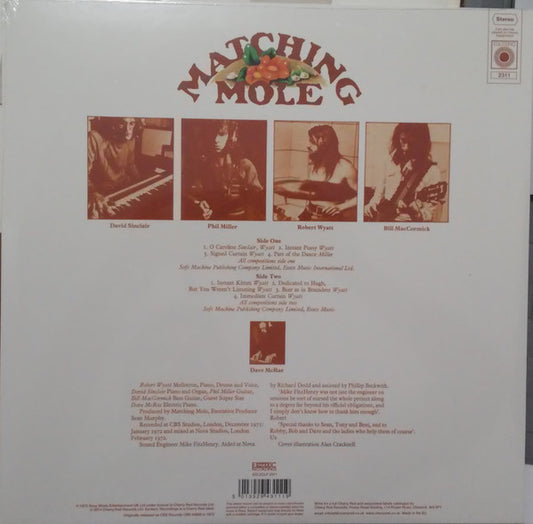 MATCHING
MOLE
Stereo
2311
David Sinclair
Phil Miller
Robert Wyatt
Bill MacCormick
Side One
1. O Caroline Sinclair, Wyatt 2. Instant Pussy Wyatt
3. Signed Curtain Wyatt 4. Part of the Dance Miller
All compositions side one
Soft Machine Publishing Company Limited, Essex Music International Ltd.
Side Two
1. Instant Kitten Wyatt 2. Dedicated to Hugh,
But You Weren't Listening Wyatt 3. Beer as in Braindeer Wyatt
4. Immediate Curtain Wyatt
All compositions side two
Soft Machine Publishing Company Limited, Essex Music
Dave McRae
Robert Wyatt Mellotron, Piano, Drums and Voice,
David Sinclair Piano and Organ, Phil Miller Guitar,
Bill MacCormick Bass Guitar, Guest Super Star
Dave McRae Electric Piano.
Produced by Matching Mole, Executive Producer
Sean Murphy.
Recorded at CBS Studios, London, December 1971:
January 1972 and mixed at Nova Studios, London
February 1972.
Sound Engineer Mike FitzHenry. Aided at Nova
by Richard Dodd and assisted by Phillip Beckwith.
'Mike FitzHenry was not just the engineer on
sessions he sort of nursed the whole project along
to a degree far beyond his official obligations, and
I simply don't know how to thank him enough'.
Robert
'Special thanks to Sean, Tony and Benj, and to
Robby, Bob and Dave and the ladies who help them of course'.
Us
Cover illustration Alan Cracknell
5 013929 431119